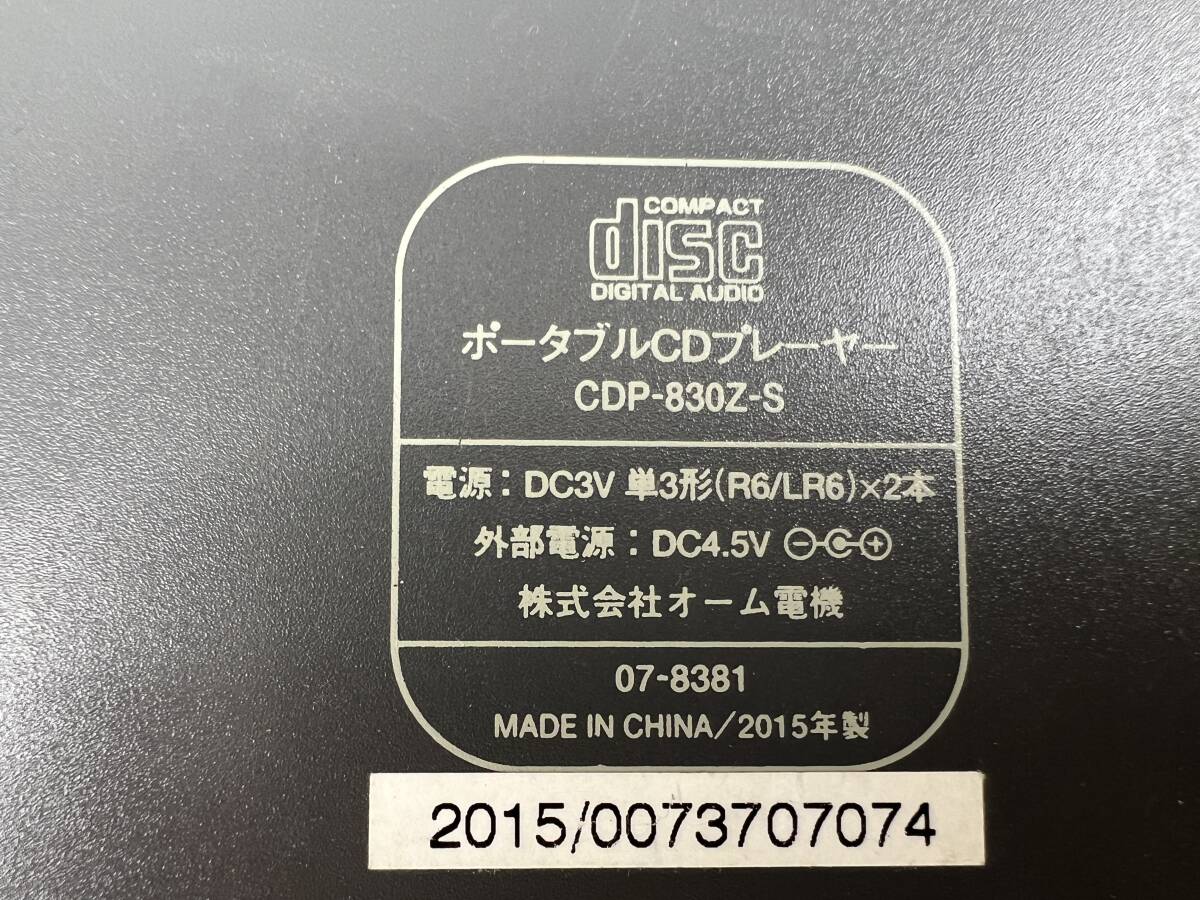 COMPACT
disc
DIGITAL AUDIO
ポータブルCDプレーヤー
CDP-830Z-S
電源：DC3V 単3形(R6/LR6)×2本
外部電源：DC4.5V ⊖-C-⊕
株式会社オーム電機
07-8381
MADE IN CHINA/2015年製
2015/0073707074